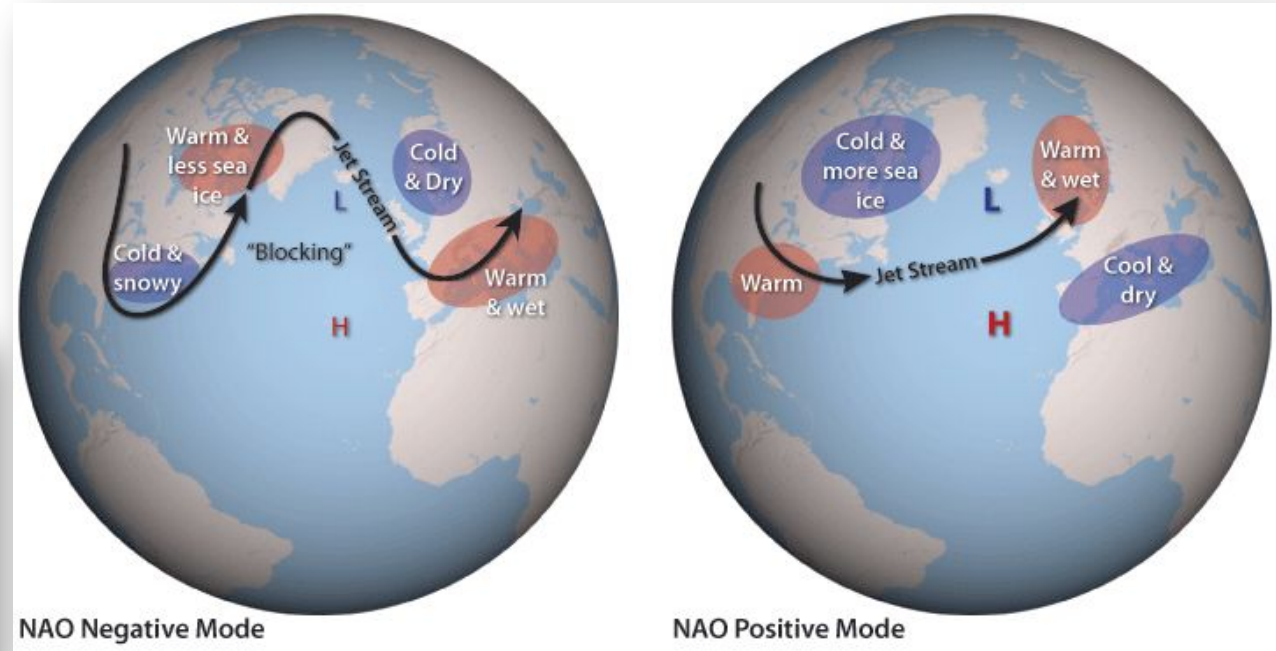 Warm &
less sea
ice
Jet Stream
Cold
& Dry
L
"Blocking"
Cold &
snowy
Warm
& wet
H
NAO Negative Mode
Cold &
more sea
ice
Warm
& wet
L
Jet Stream
Warm
Cool &
dry
H
NAO Positive Mode